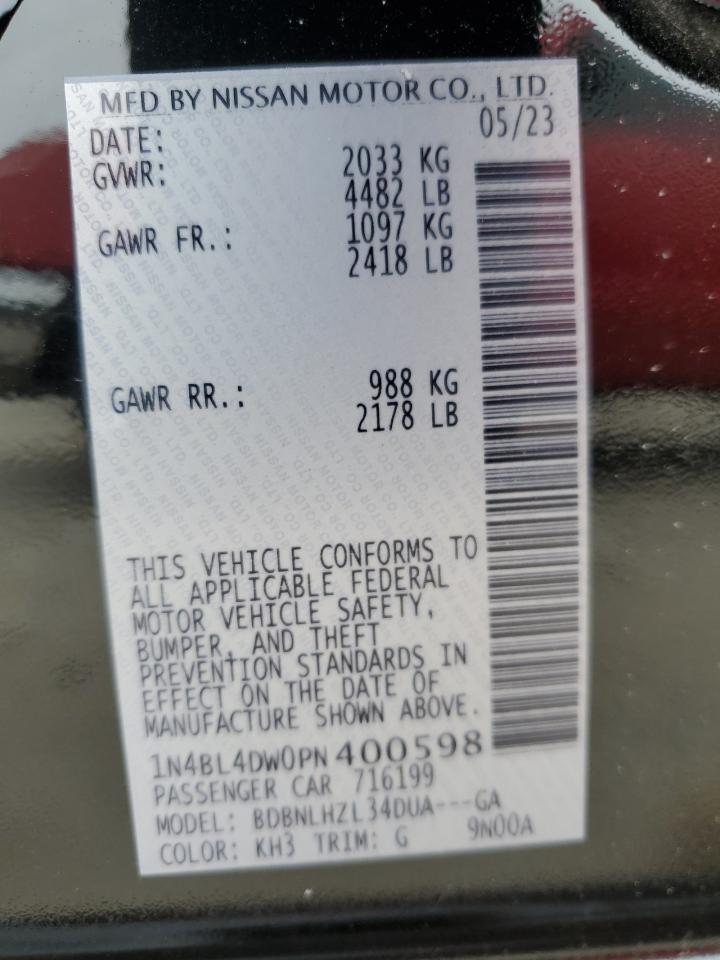 MFD BY NISSAN MOTOR CO., LTD.
DATE: 05/23
GVWR: 2033 KG
4482 LB
GAWR FR.: 1097 KG
2418 LB
GAWR RR.: 988 KG
2178 LB
THIS VEHICLE CONFORMS TO
ALL APPLICABLE FEDERAL
MOTOR VEHICLE SAFETY,
BUMPER, AND THEFT
PREVENTION STANDARDS IN
EFFECT ON THE DATE OF
MANUFACTURE SHOWN ABOVE.
1N4BL4DW0PN400598
PASSENGER CAR 716199
MODEL: BDBNLHZL34DUA---GA
COLOR: KH3 TRIM: G 9N00A